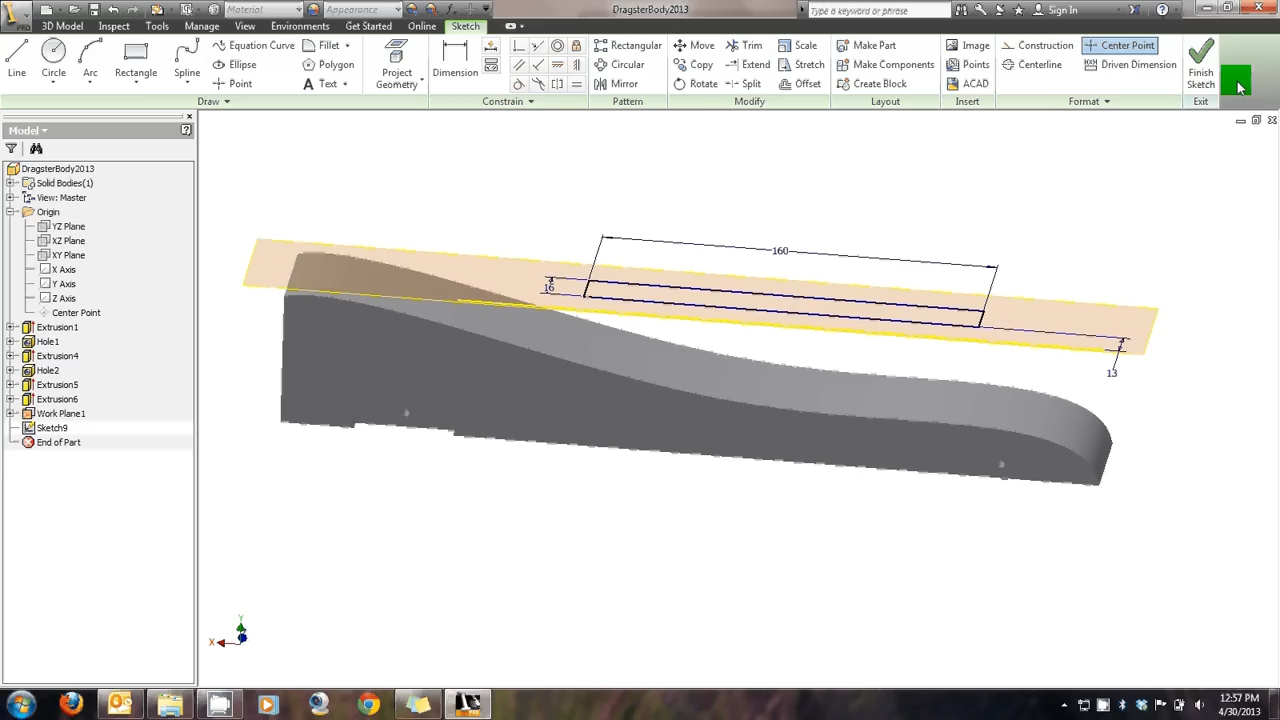 Material
Appearance
DragsterBody2013
Type a keyword or phrase
Sign In
3D Model
Inspect
Tools
Manage
View
Environments
Get Started
Vault
Online
Sketch
Line
Circle
Arc
Rectangle
Spline
Equation Curve
Ellipse
Point
Fillet
Polygon
Text
Project
Geometry
Dimension
Rectangular
Circular
Mirror
Move
Copy
Rotate
Trim
Extend
Split
Scale
Stretch
Offset
Make Part
Make Components
Create Block
Image
Points
ACAD
Construction
Centerline
Center Point
Driven Dimension
Finish
Sketch
Draw
Constrain
Pattern
Modify
Layout
Insert
Format
Exit
Model
DragsterBody2013
Solid Bodies(1)
View: Master
Origin
YZ Plane
XZ Plane
XY Plane
X Axis
Y Axis
Z Axis
Center Point
Extrusion1
Hole1
Extrusion4
Hole2
Extrusion5
Extrusion6
Work Plane1
Sketch9
End of Part
160
16
13
Y
X
12:57 PM
4/30/2013